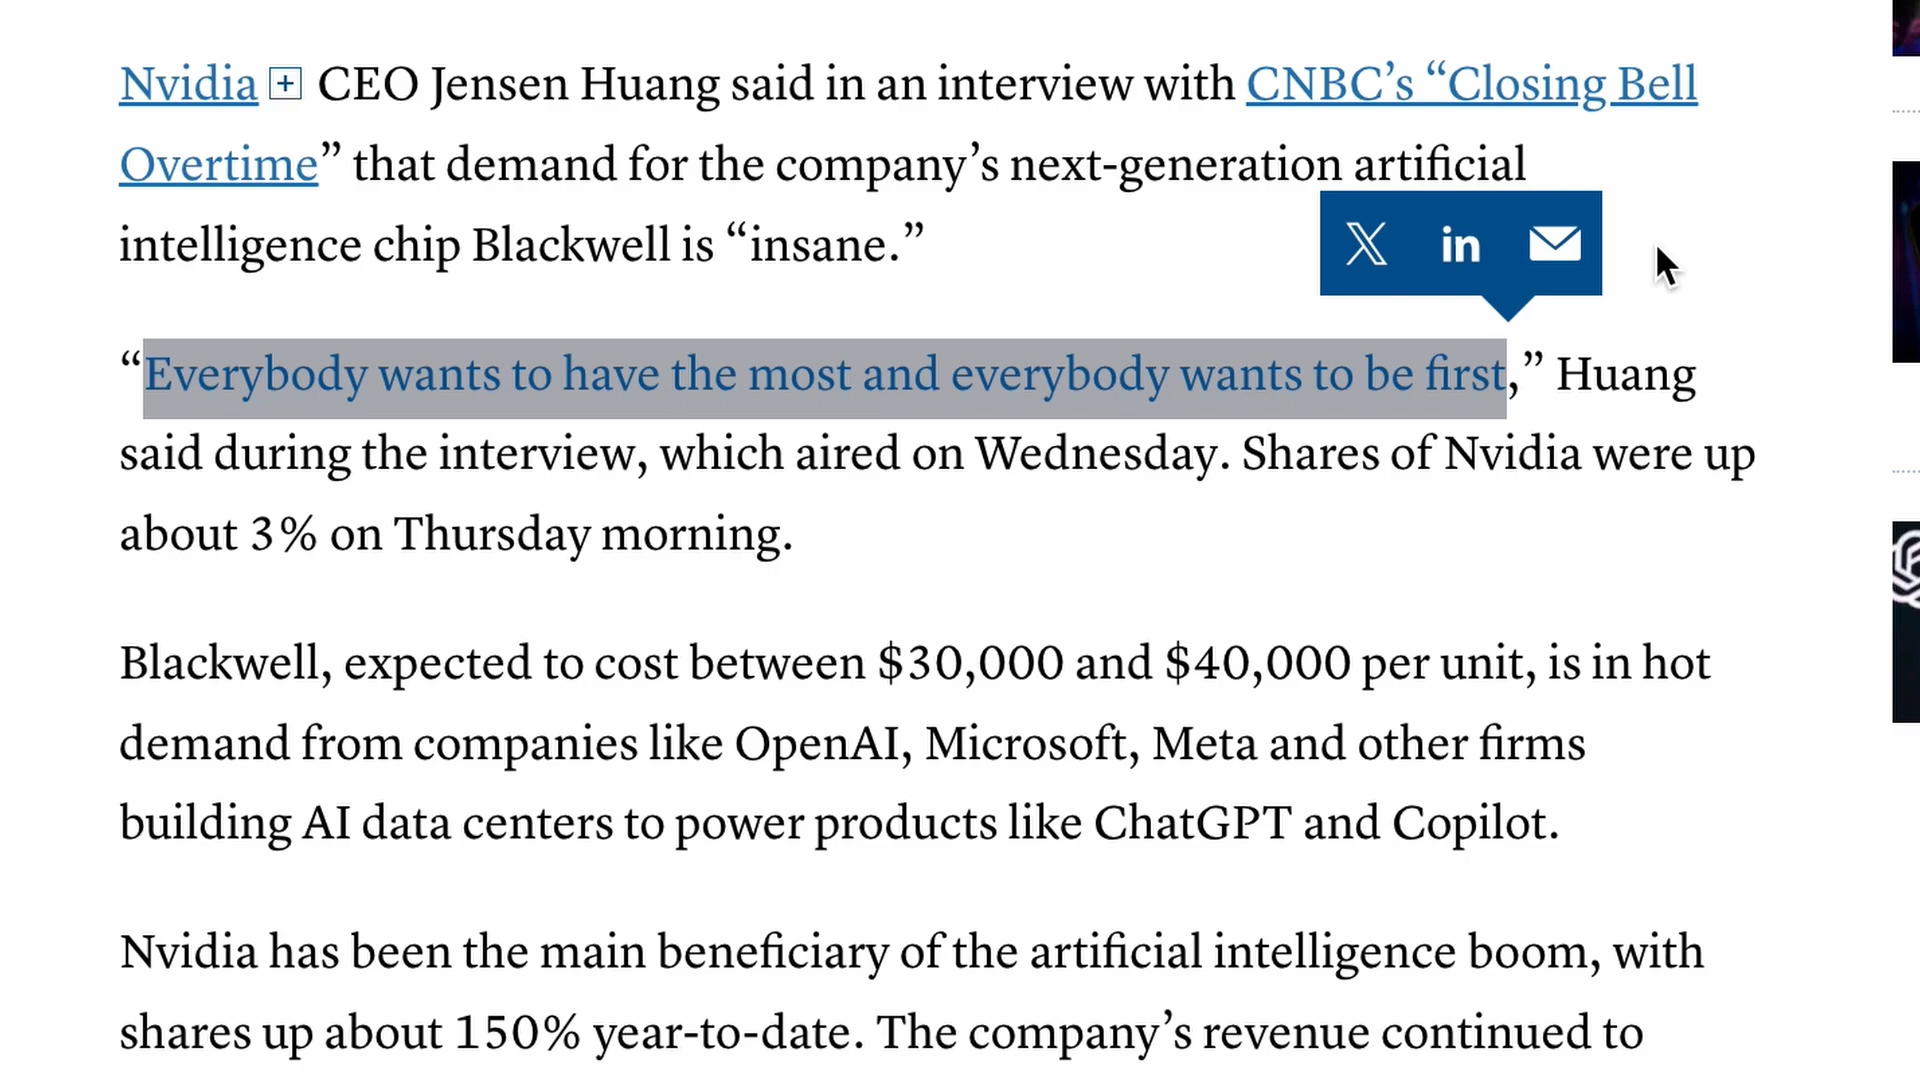 Nvidia + CEO Jensen Huang said in an interview with CNBC’s “Closing Bell
Overtime” that demand for the company’s next-generation artificial
intelligence chip Blackwell is “insane.”
X in
“Everybody wants to have the most and everybody wants to be first,” Huang
said during the interview, which aired on Wednesday. Shares of Nvidia were up
about 3% on Thursday morning.
Blackwell, expected to cost between $30,000 and $40,000 per unit, is in hot
demand from companies like OpenAI, Microsoft, Meta and other firms
building AI data centers to power products like ChatGPT and Copilot.
Nvidia has been the main beneficiary of the artificial intelligence boom, with
shares up about 150% year-to-date. The company’s revenue continued to